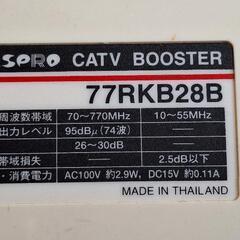 SPRO CATV BOOSTER
77RKB28B
周波数帯域 70~770MHz 10~55MHz
出力レベル 95dBμ(74波)
26~30dB
帯域損失 2.5dB以下
・消費電力 AC100V 約2.9W, DC15V 約0.11A
MADE IN THAILAND